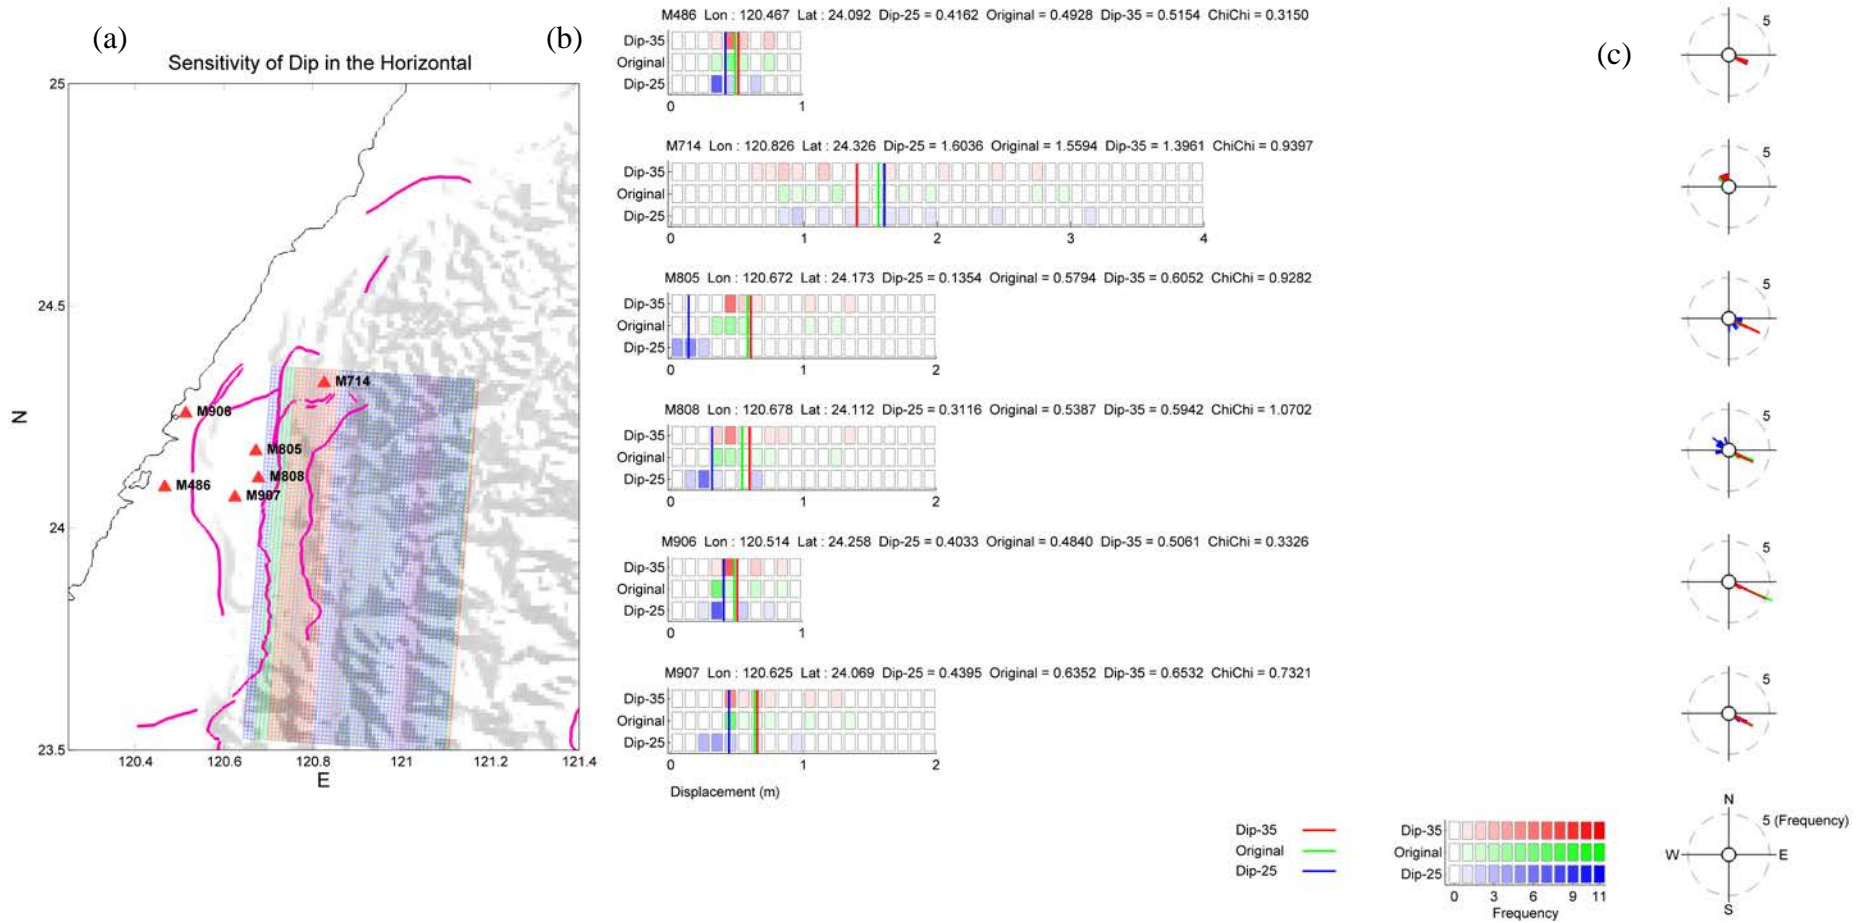 (a)
Sensitivity of Dip in the Horizontal
25
24.5
N
24
23.5
120.4 120.6 120.8 121 121.2 121.4
E
M714
M906
M805
M808
M486
M907
(b)
M486 Lon : 120.467 Lat : 24.092 Dip-25 = 0.4162 Original = 0.4928 Dip-35 = 0.5154 ChiChi = 0.3150
Dip-35
Original
Dip-25
0 1
M714 Lon : 120.826 Lat : 24.326 Dip-25 = 1.6036 Original = 1.5594 Dip-35 = 1.3961 ChiChi = 0.9397
Dip-35
Original
Dip-25
0 1 2 3 4
M805 Lon : 120.672 Lat : 24.173 Dip-25 = 0.1354 Original = 0.5794 Dip-35 = 0.6052 ChiChi = 0.9282
Dip-35
Original
Dip-25
0 1 2
M808 Lon : 120.678 Lat : 24.112 Dip-25 = 0.3116 Original = 0.5387 Dip-35 = 0.5942 ChiChi = 1.0702
Dip-35
Original
Dip-25
0 1 2
M906 Lon : 120.514 Lat : 24.258 Dip-25 = 0.4033 Original = 0.4840 Dip-35 = 0.5061 ChiChi = 0.3326
Dip-35
Original
Dip-25
0 1
M907 Lon : 120.625 Lat : 24.069 Dip-25 = 0.4395 Original = 0.6352 Dip-35 = 0.6532 ChiChi = 0.7321
Dip-35
Original
Dip-25
0 1 2
Displacement (m)
Dip-35
Original
Dip-25
Dip-35
Original
Dip-25
0 3 6 9 11
Frequency
(c)
5
5
5
5
5
5
N
5 (Frequency)
W E
S